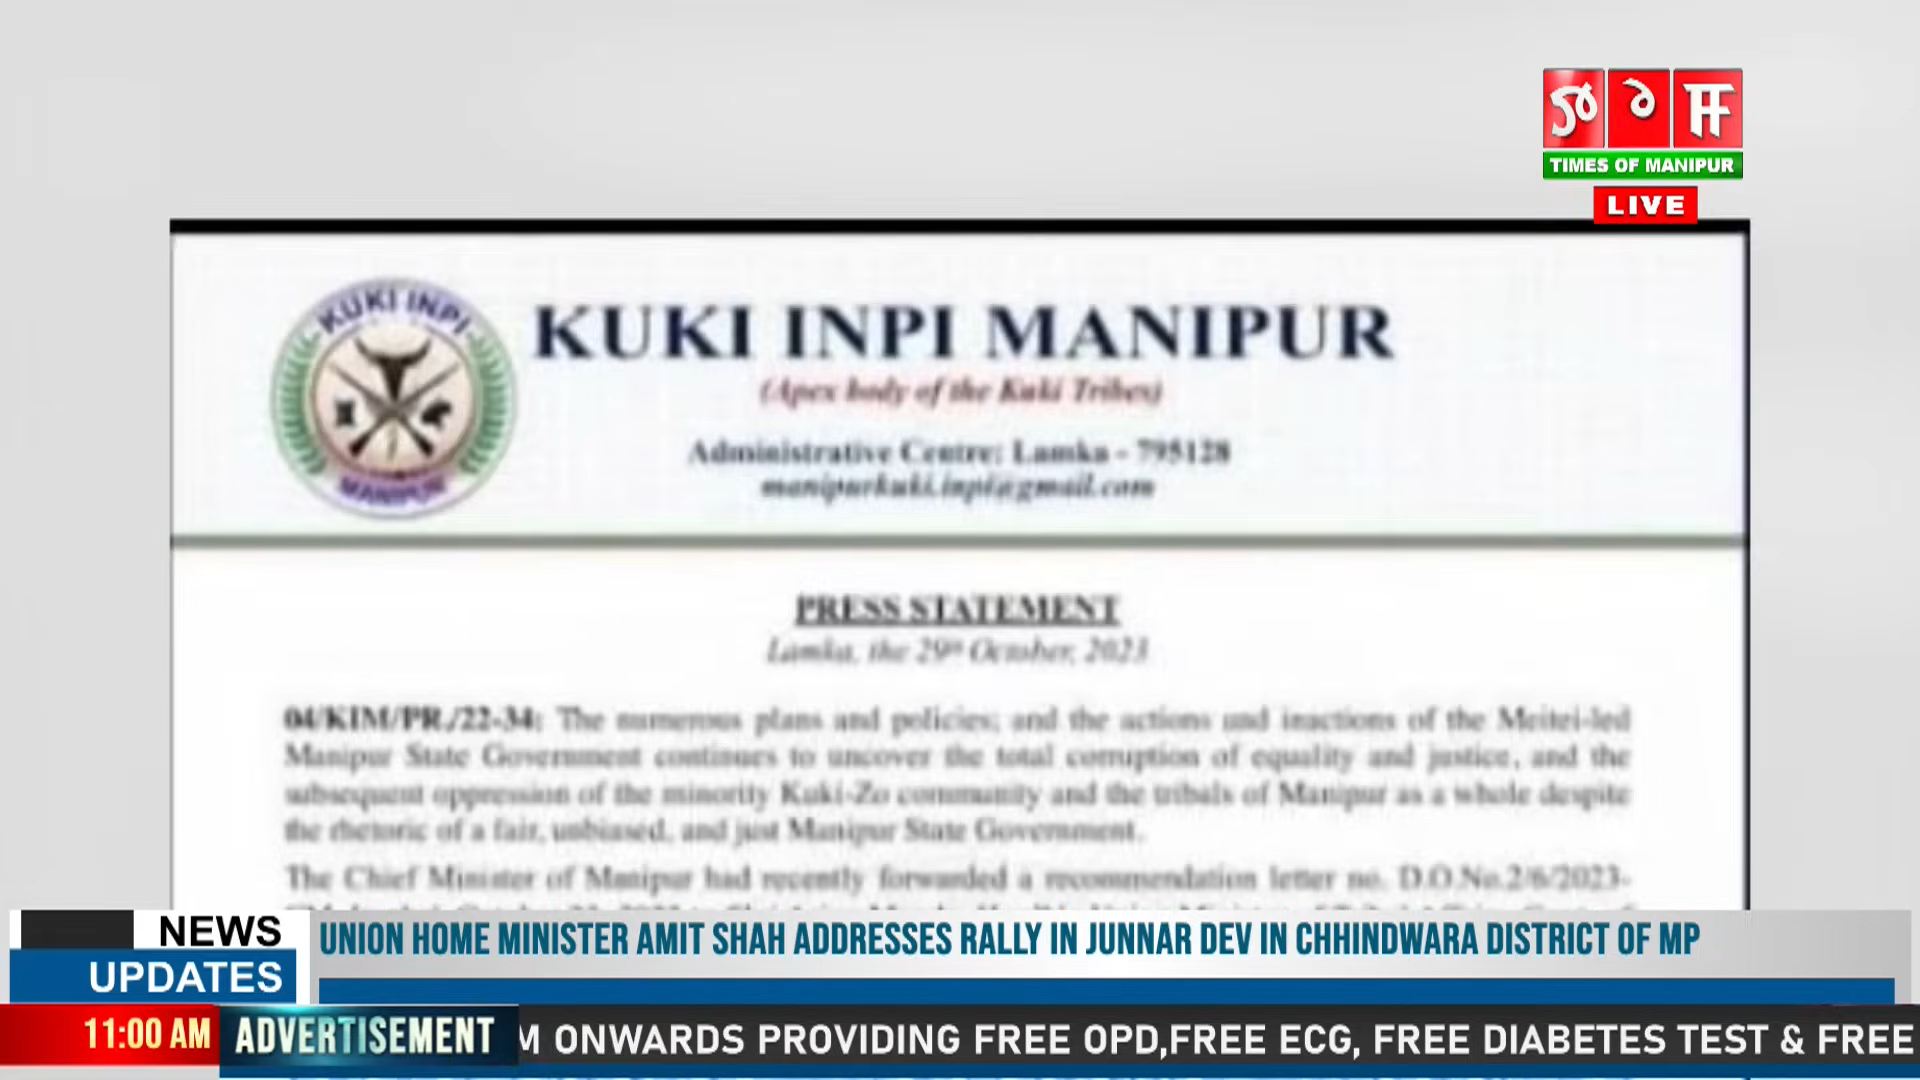 ꯇꯣꯝ
TIMES OF MANIPUR
LIVE
KUKI INPI
MANIPUR
KUKI INPI MANIPUR
(Apex body of the Kuki Tribes)
Administrative Centre: Lamka - 795128
manipurkuki.inpi@gmail.com
PRESS STATEMENT
Lamka, the 29th October, 2023
04/KIM/PR./22-34: The numerous plans and policies; and the actions and inactions of the Meitei-led
Manipur State Government continues to uncover the total corruption of equality and justice, and the
subsequent oppression of the minority Kuki-Zo community and the tribals of Manipur as a whole despite
the rhetoric of a fair, unbiased, and just Manipur State Government.
The Chief Minister of Manipur had recently forwarded a recommendation letter no. D.O.No.2/6/2023-
NEWS
UPDATES
UNION HOME MINISTER AMIT SHAH ADDRESSES RALLY IN JUNNAR DEV IN CHHINDWARA DISTRICT OF MP
11:00 AM
ADVERTISEMENT
M ONWARDS PROVIDING FREE OPD,FREE ECG, FREE DIABETES TEST & FREE